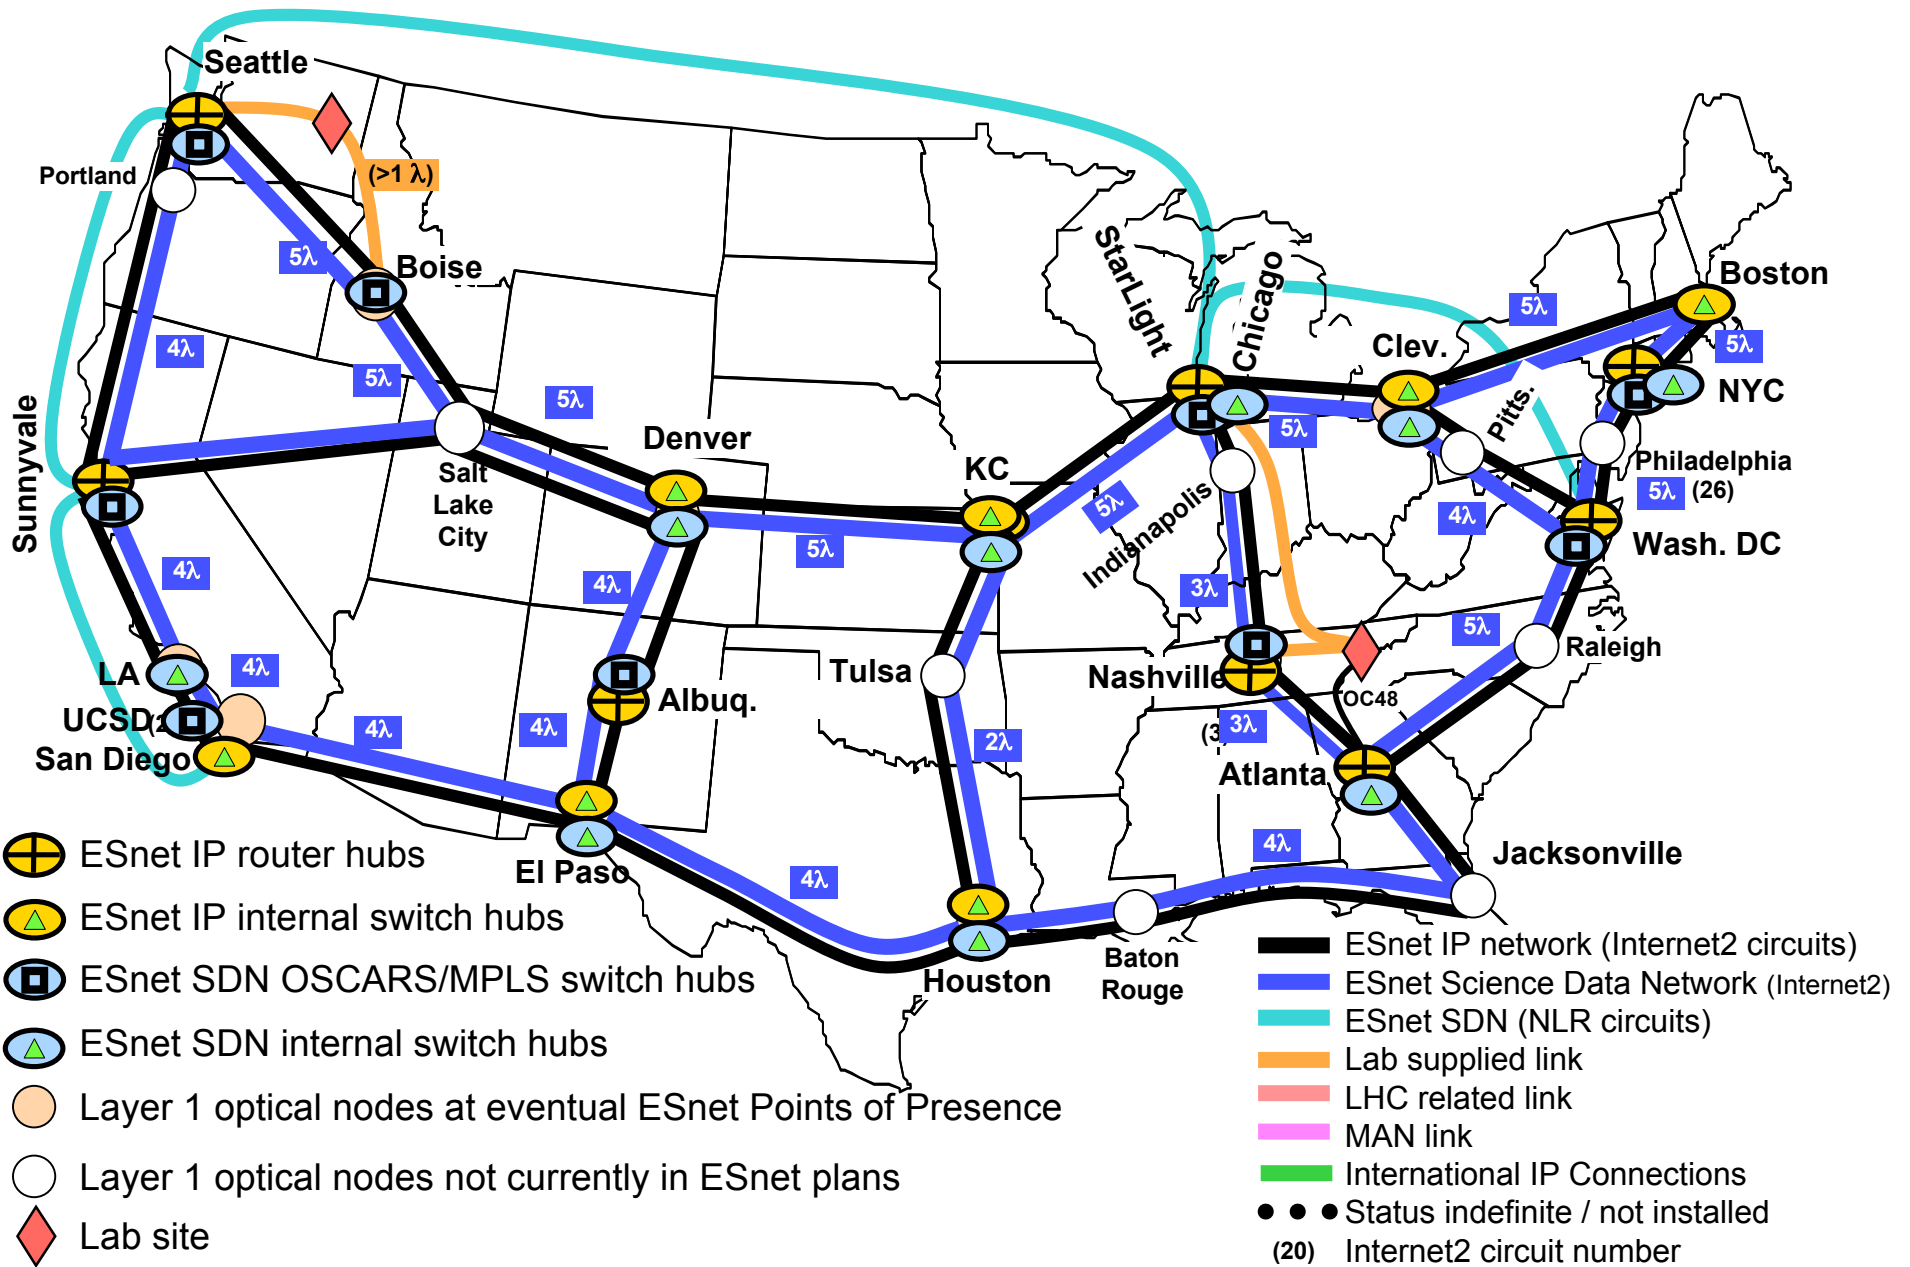 Seattle
Portland
(>1 λ)
5λ
Boise
StarLight
Chicago
Boston
5λ
4λ
5λ
Clev.
5λ
5λ
Sunnyvale
Denver
5λ
Pitts.
NYC
Salt
Lake
City
KC
5λ
Indianapolis
Philadelphia
5λ (26)
4λ
Wash. DC
5λ
4λ
4λ
3λ
5λ
Raleigh
LA
4λ
Tulsa
Nashville
OC48
UCSD
San Diego
4λ
4λ
Albuq.
2λ
(3
3λ
Atlanta
El Paso
4λ
4λ
Jacksonville
Houston
Baton
Rouge
ESnet IP router hubs
ESnet IP internal switch hubs
ESnet SDN OSCARS/MPLS switch hubs
ESnet SDN internal switch hubs
Layer 1 optical nodes at eventual ESnet Points of Presence
Layer 1 optical nodes not currently in ESnet plans
Lab site
ESnet IP network (Internet2 circuits)
ESnet Science Data Network (Internet2)
ESnet SDN (NLR circuits)
Lab supplied link
LHC related link
MAN link
International IP Connections
Status indefinite / not installed
(20) Internet2 circuit number